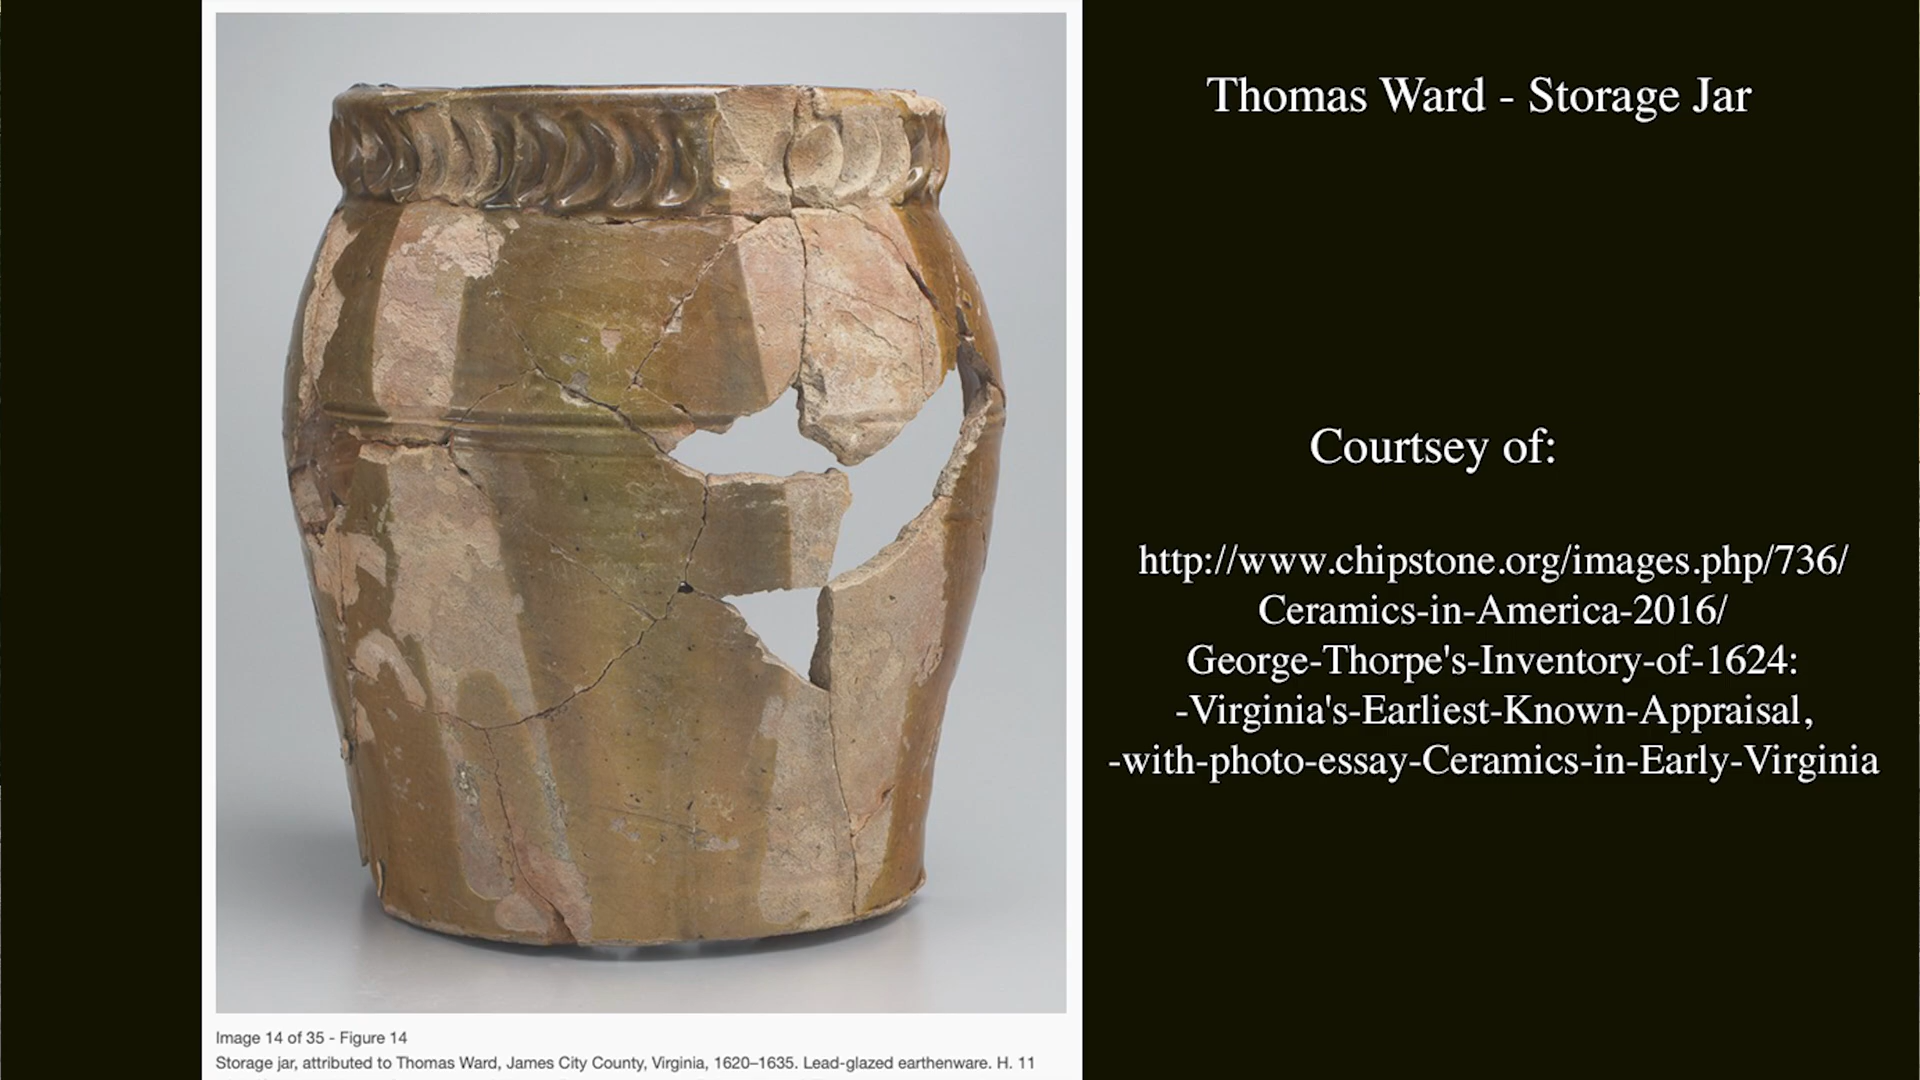 Thomas Ward - Storage Jar
Courtsey of:
http://www.chipstone.org/images.php/736/
Ceramics-in-America-2016/
George-Thorpe's-Inventory-of-1624:
-Virginia's-Earliest-Known-Appraisal,
-with-photo-essay-Ceramics-in-Early-Virginia
Image 14 of 35 - Figure 14
Storage jar, attributed to Thomas Ward, James City County, Virginia, 1620–1635. Lead-glazed earthenware. H. 11